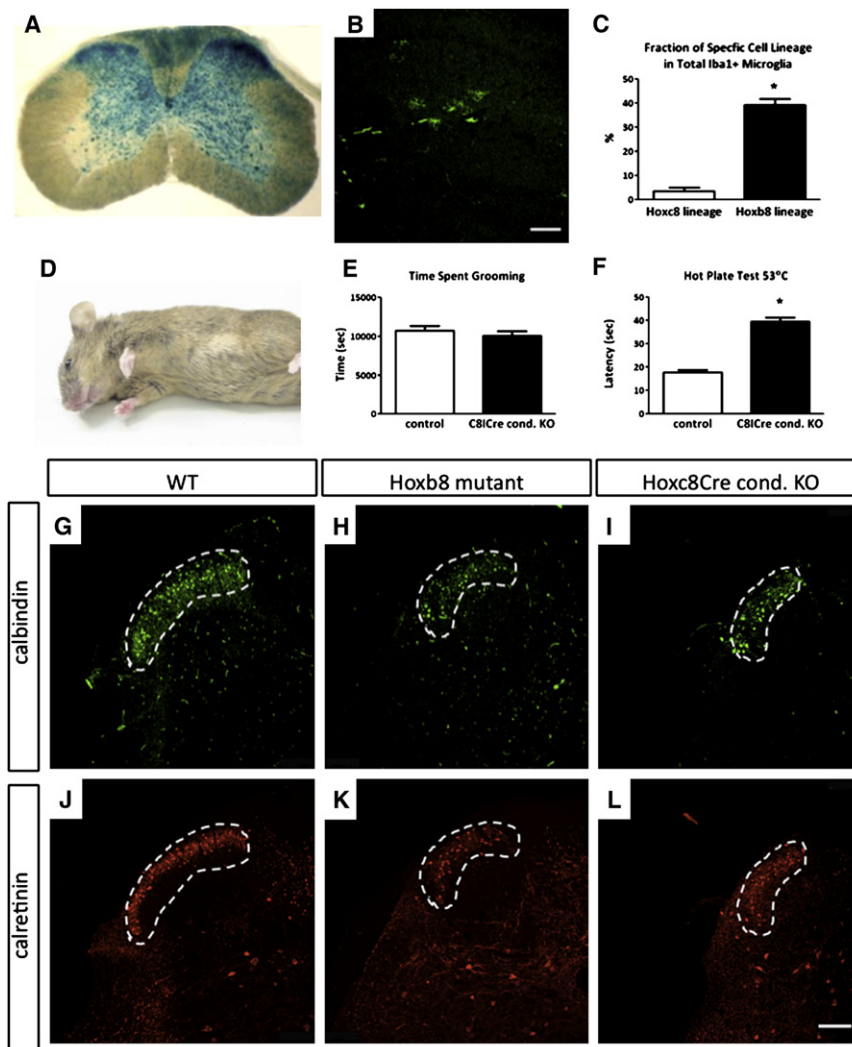 A
B
C
Fraction of Specfic Cell Lineage
in Total Iba1+ Microglia
%
50
40
30
20
10
0
*
Hoxc8 lineage
Hoxb8 lineage
D
E
Time Spent Grooming
Time (sec)
15000
10000
5000
0
control
C8ICre cond. KO
F
Hot Plate Test 53°C
Latency (sec)
50
40
30
20
10
0
*
control
C8ICre cond. KO
WT
Hoxb8 mutant
Hoxc8Cre cond. KO
calbindin
G
H
I
calretinin
J
K
L